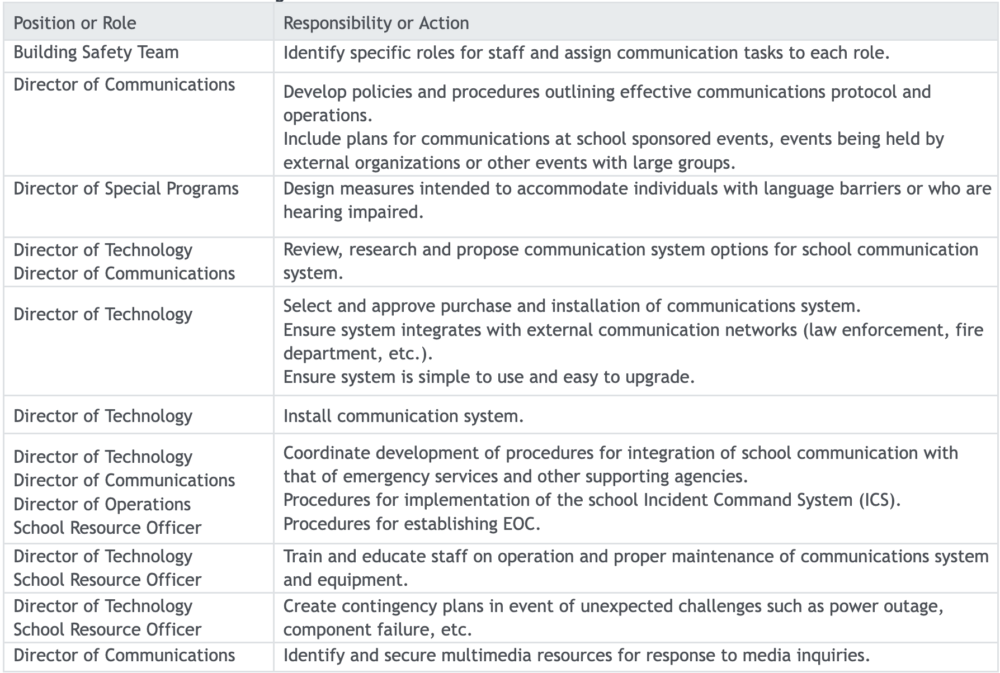 Position or Role
Responsibility or Action
Building Safety Team
Identify specific roles for staff and assign communication tasks to each role.
Director of Communications
Develop policies and procedures outlining effective communications protocol and
operations.
Include plans for communications at school sponsored events, events being held by
external organizations or other events with large groups.
Director of Special Programs
Design measures intended to accommodate individuals with language barriers or who are
hearing impaired.
Director of Technology
Director of Communications
Review, research and propose communication system options for school communication
system.
Director of Technology
Select and approve purchase and installation of communications system.
Ensure system integrates with external communication networks (law enforcement, fire
department, etc.).
Ensure system is simple to use and easy to upgrade.
Director of Technology
Install communication system.
Director of Technology
Director of Communications
Director of Operations
School Resource Officer
Coordinate development of procedures for integration of school communication with
that of emergency services and other supporting agencies.
Procedures for implementation of the school Incident Command System (ICS).
Procedures for establishing EOC.
Director of Technology
School Resource Officer
Train and educate staff on operation and proper maintenance of communications system
and equipment.
Director of Technology
School Resource Officer
Create contingency plans in event of unexpected challenges such as power outage,
component failure, etc.
Director of Communications
Identify and secure multimedia resources for response to media inquiries.